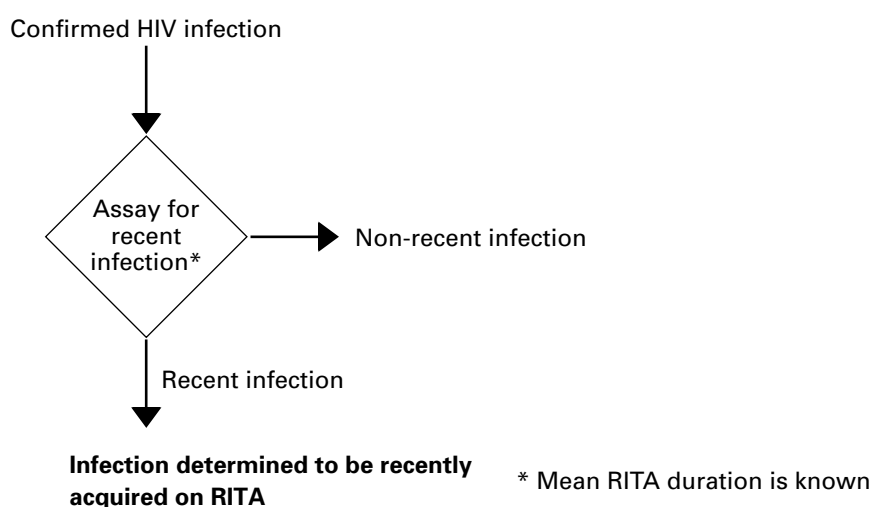 Confirmed HIV infection
Assay for
recent
infection*
Non-recent infection
Recent infection
Infection determined to be recently
acquired on RITA
* Mean RITA duration is known